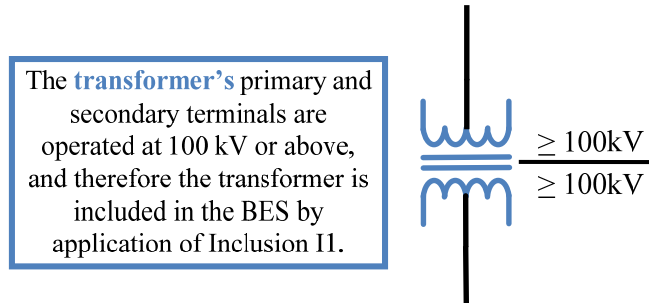 The transformer’s primary and
secondary terminals are
operated at 100 kV or above,
and therefore the transformer is
included in the BES by
application of Inclusion I1.
≥ 100kV
≥ 100kV